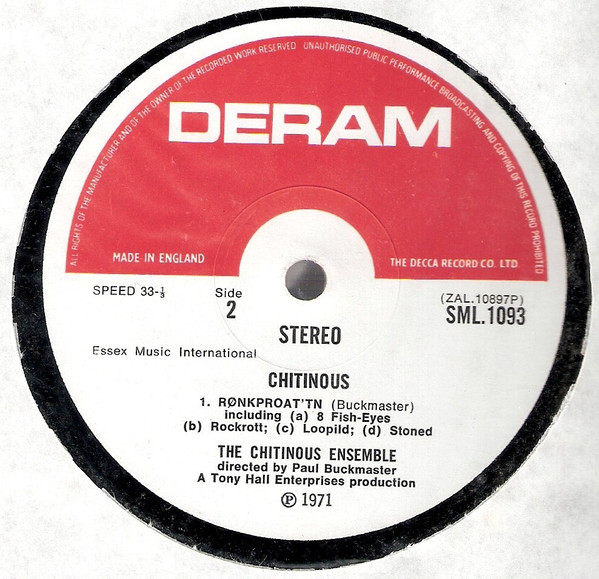 ALL RIGHTS OF THE MANUFACTURER AND OF THE OWNER OF THE RECORDED WORK RESERVED   UNAUTHORISED PUBLIC PERFORMANCE BROADCASTING AND COPYING OF THIS RECORD PROHIBITED
DERAM
MADE IN ENGLAND   THE DECCA RECORD CO. LTD.
SPEED 33-⅓   Side   (ZAL.10897P)
2   SML.1093
STEREO
Essex Music International
CHITINOUS
1. RØNKPROAT'TN (Buckmaster)
including (a) 8 Fish-Eyes
(b) Rockrott; (c) Loopild; (d) Stoned
THE CHITINOUS ENSEMBLE
directed by Paul Buckmaster
A Tony Hall Enterprises production
℗ 1971